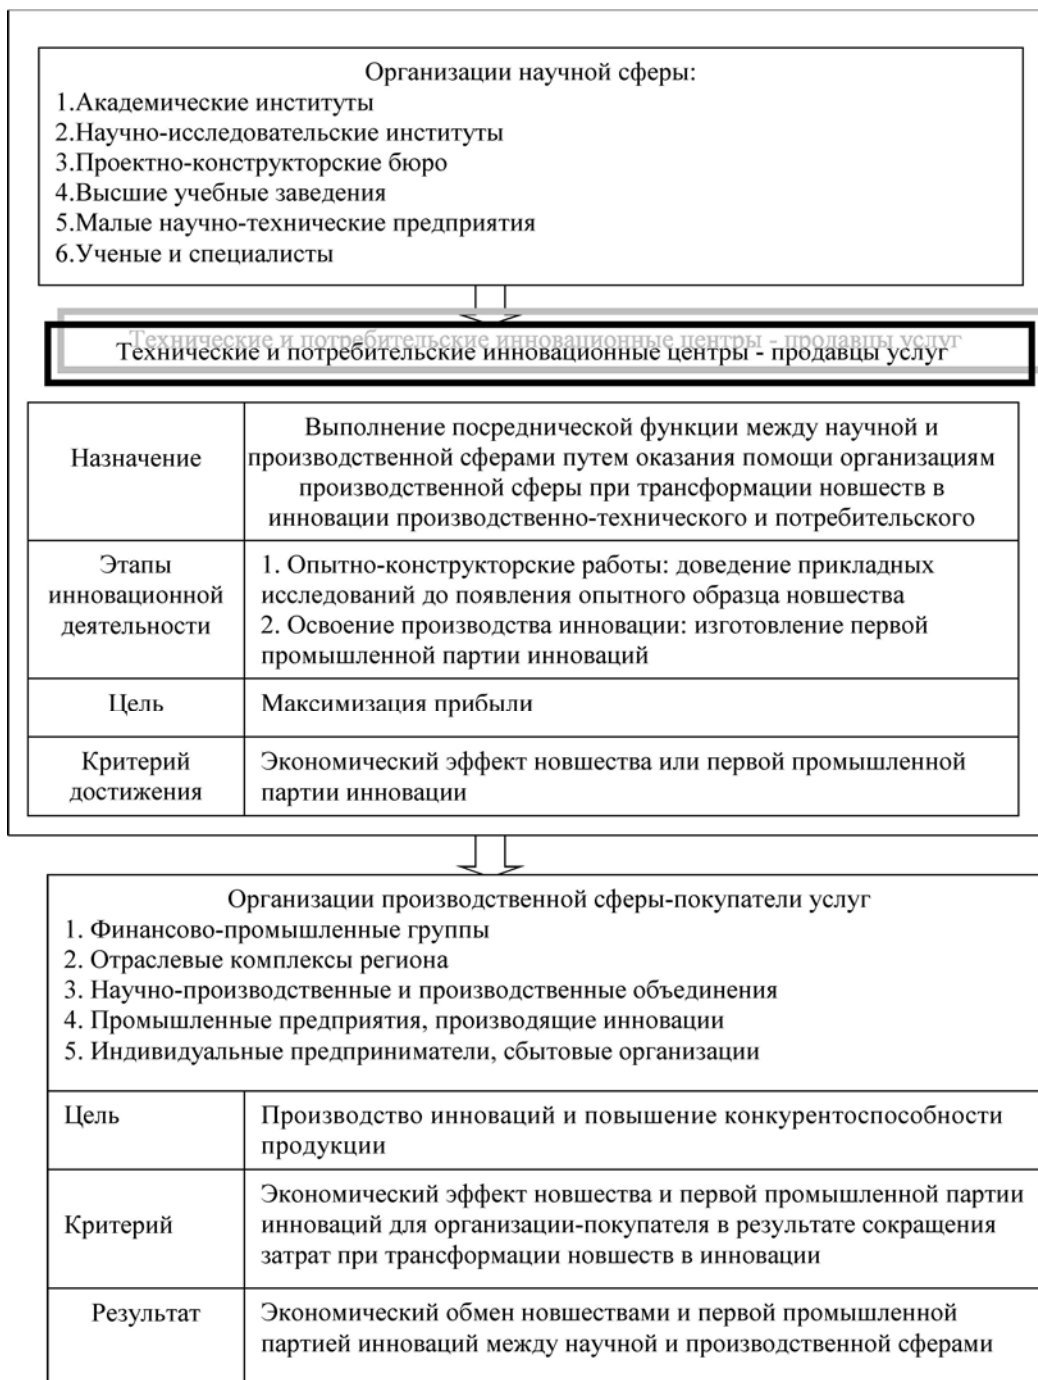 Организации научной сферы:
1.Академические институты
2.Научно-исследовательские институты
3.Проектно-конструкторские бюро
4.Высшие учебные заведения
5.Малые научно-технические предприятия
6.Ученые и специалисты
Технические и потребительские инновационные центры - продавцы услуг
Технические и потребительские инновационные центры - продавцы услуг
Назначение
Выполнение посреднической функции между научной и
производственной сферами путем оказания помощи организациям
производственной сферы при трансформации новшеств в
инновации производственно-технического и потребительского
Этапы
инновационной
деятельности
1. Опытно-конструкторские работы: доведение прикладных
исследований до появления опытного образца новшества
2. Освоение производства инновации: изготовление первой
промышленной партии инноваций
Цель
Максимизация прибыли
Критерий
достижения
Экономический эффект новшества или первой промышленной
партии инновации
Организации производственной сферы-покупатели услуг
1. Финансово-промышленные группы
2. Отраслевые комплексы региона
3. Научно-производственные и производственные объединения
4. Промышленные предприятия, производящие инновации
5. Индивидуальные предприниматели, сбытовые организации
Цель
Производство инноваций и повышение конкурентоспособности
продукции
Критерий
Экономический эффект новшества и первой промышленной партии
инноваций для организации-покупателя в результате сокращения
затрат при трансформации новшеств в инновации
Результат
Экономический обмен новшествами и первой промышленной
партией инноваций между научной и производственной сферами